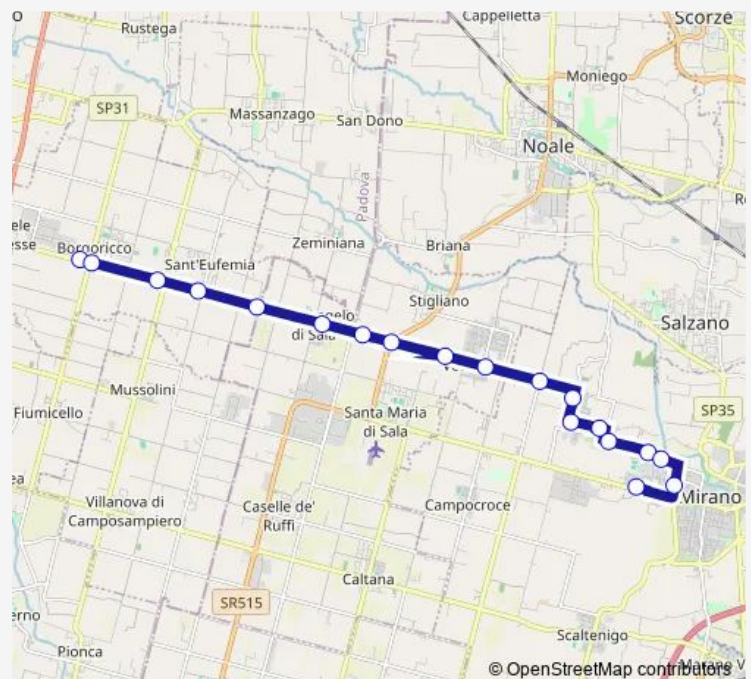 Cappelletta
Scorzè
Rustega
Moniego
SP31
Massanzago
San Dono
Noale
Padova
Zeminiana
Briana
Borgoricco
Sant'Eufemia
Stigliano
di Sala
Salzano
Mussolini
Santa Maria
di Sala
SP35
Fiumicello
Mirano
Villanova di
Camposampiero
Caselle de'
Ruffi
Campocroce
Caltana
SR515
Scaltenigo
Pionca
© OpenStreetMap contributors